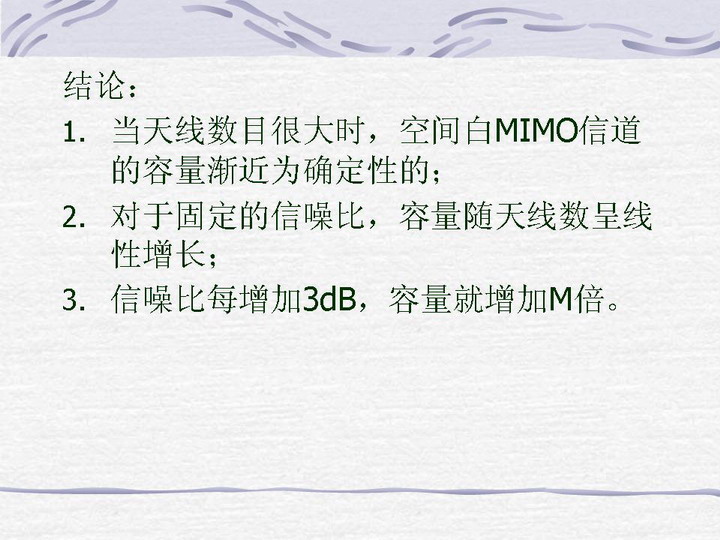 结论：
1. 当天线数目很大时，空间白MIMO信道
的容量渐近为确定性的；
2. 对于固定的信噪比，容量随天线数呈线
性增长；
3. 信噪比每增加3dB，容量就增加M倍。